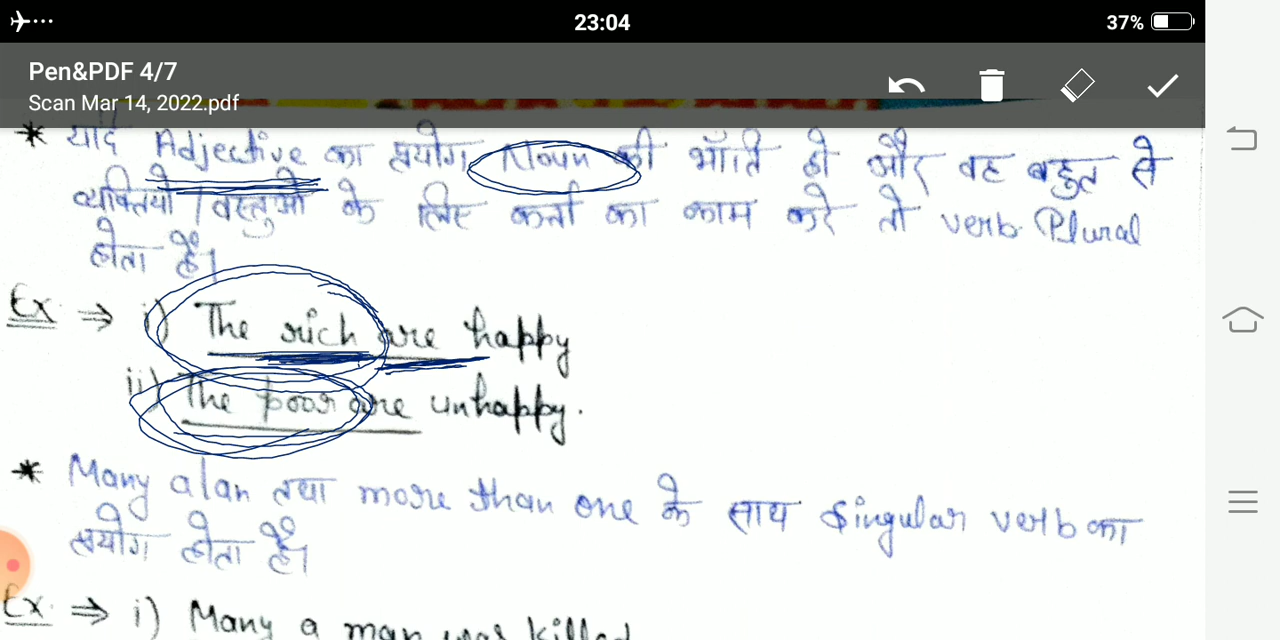 23:04
37%
Pen&PDF 4/7
Scan Mar 14, 2022.pdf
* यदि Adjective का प्रयोग Noun की भाँति हो और वह बहुत से
व्यक्तियो / वस्तुओ के लिए कर्ता का काम करे तो verb Plural
होता है।
Ex ⇒ i) The rich are happy
ii) The poor are unhappy.
* Many a/an तथा more than one के साथ Singular verb का
प्रयोग होता है।
Ex ⇒ i) Many a man was killed